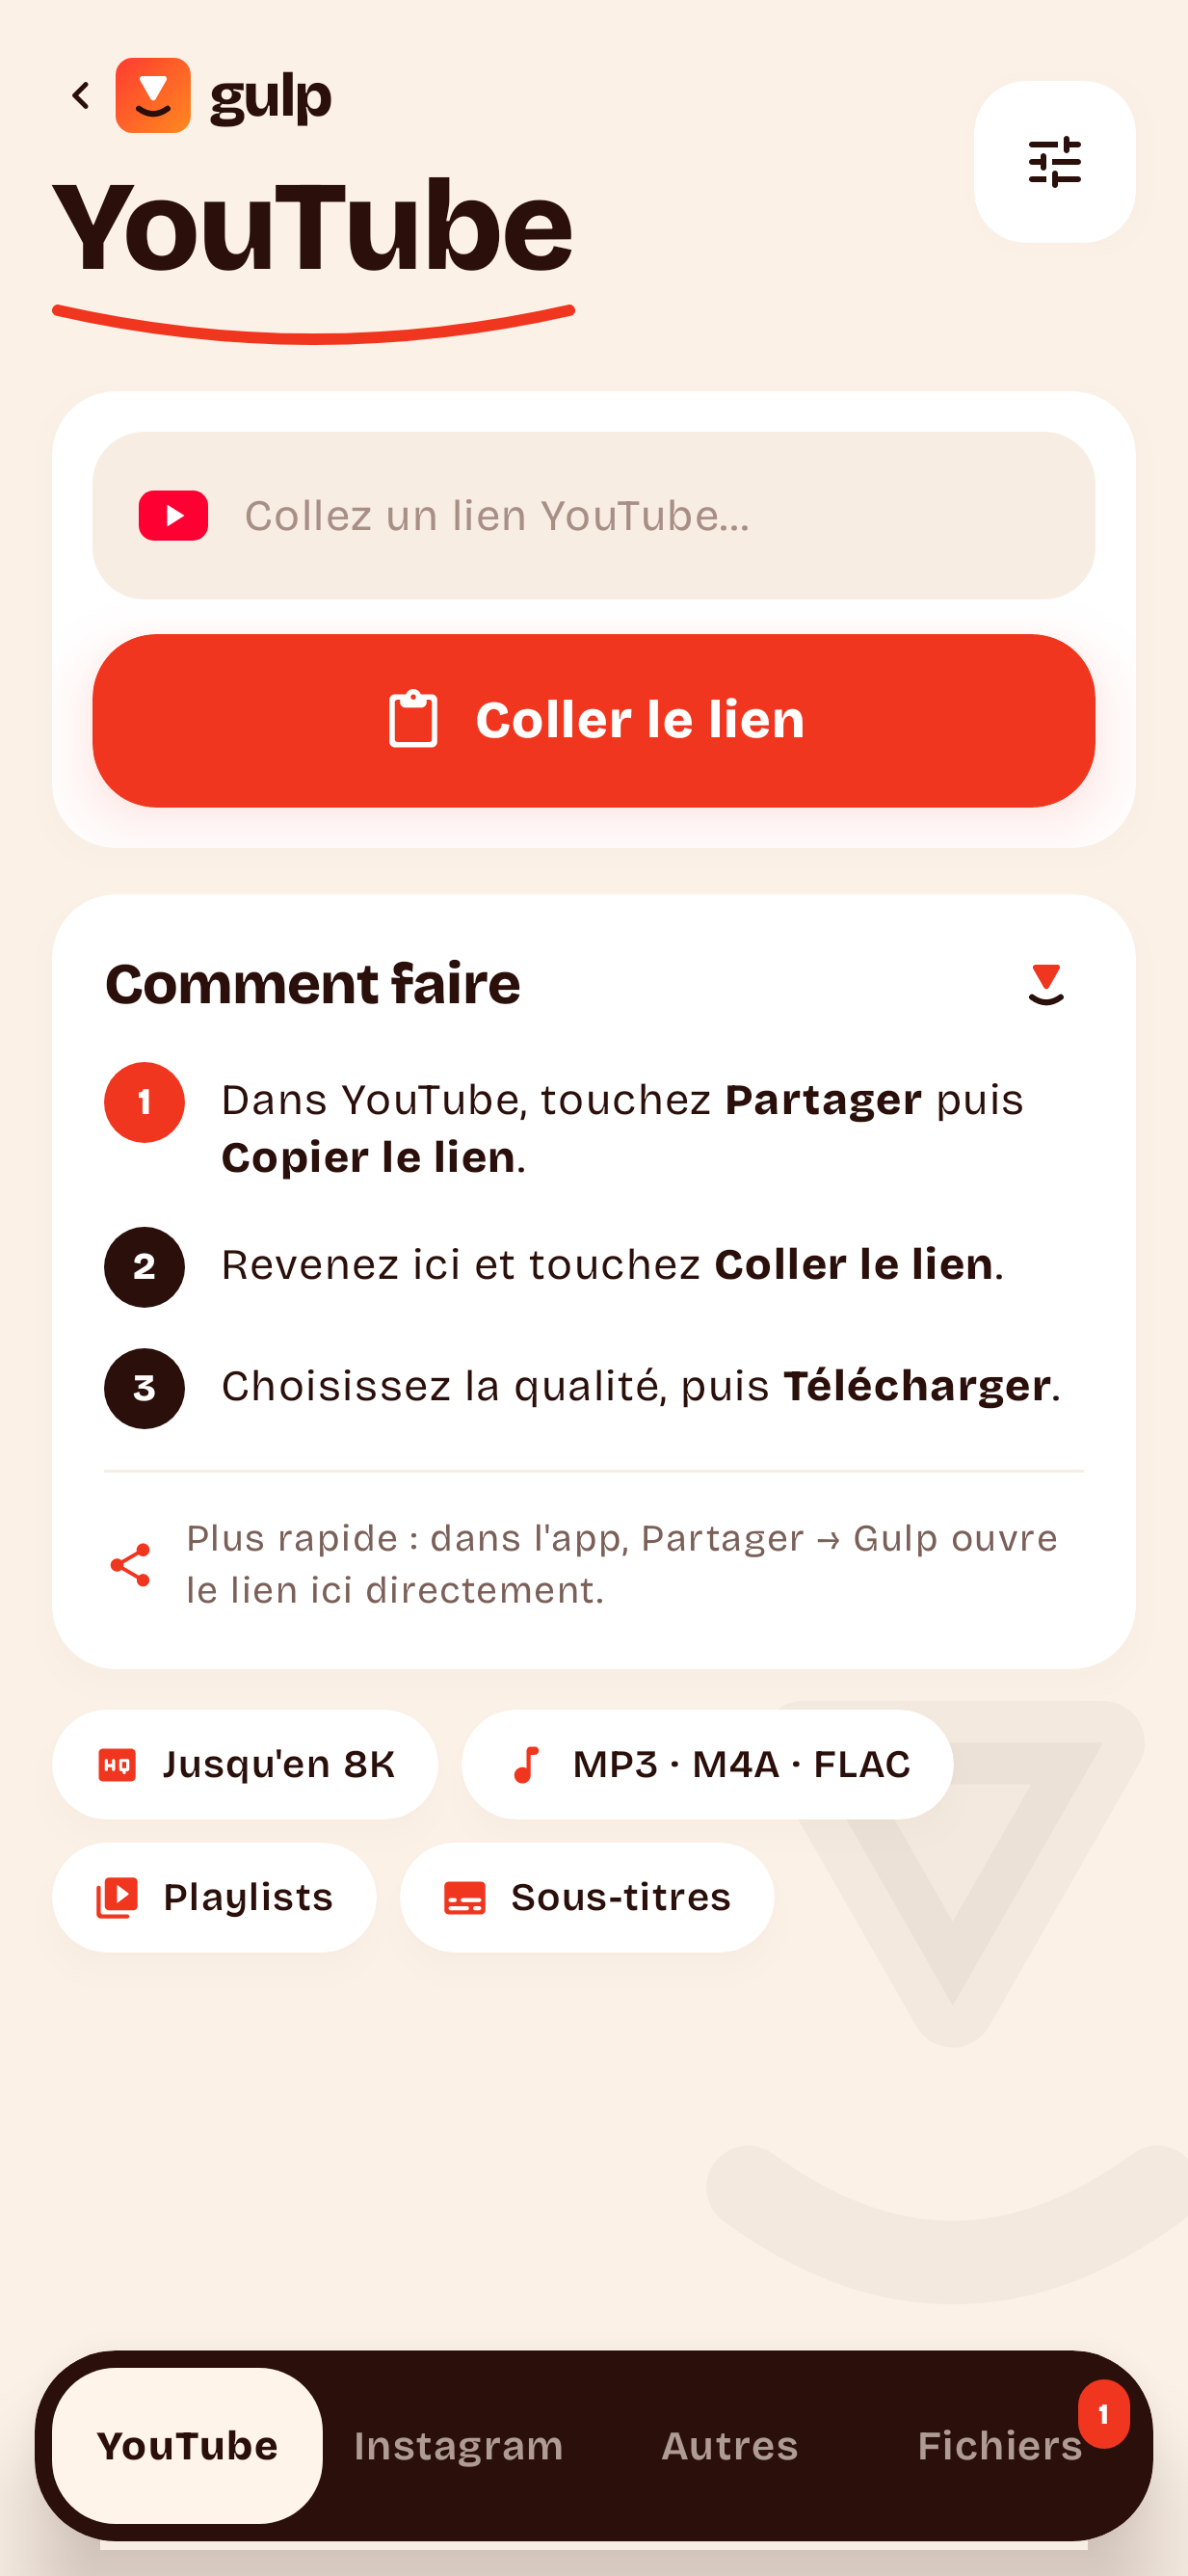 gulp
YouTube
Collez un lien YouTube...
Coller le lien
Comment faire
1
Dans YouTube, touchez Partager puis
Copier le lien.
2
Revenez ici et touchez Coller le lien.
3
Choisissez la qualité, puis Télécharger.
Plus rapide : dans l'app, Partager → Gulp ouvre
le lien ici directement.
HQ Jusqu'en 8K
MP3 · M4A · FLAC
Playlists
Sous-titres
YouTube
Instagram
Autres
Fichiers
1